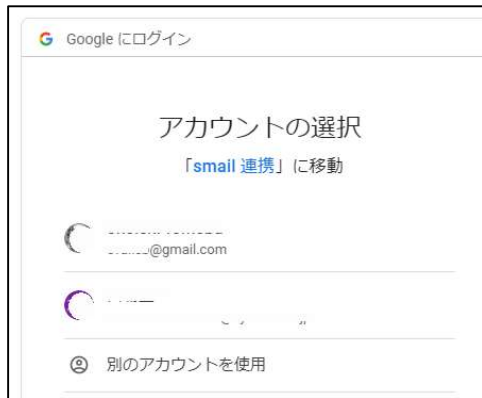 Google にログイン
アカウントの選択
「smail 連携」に移動
@gmail.com
別のアカウントを使用